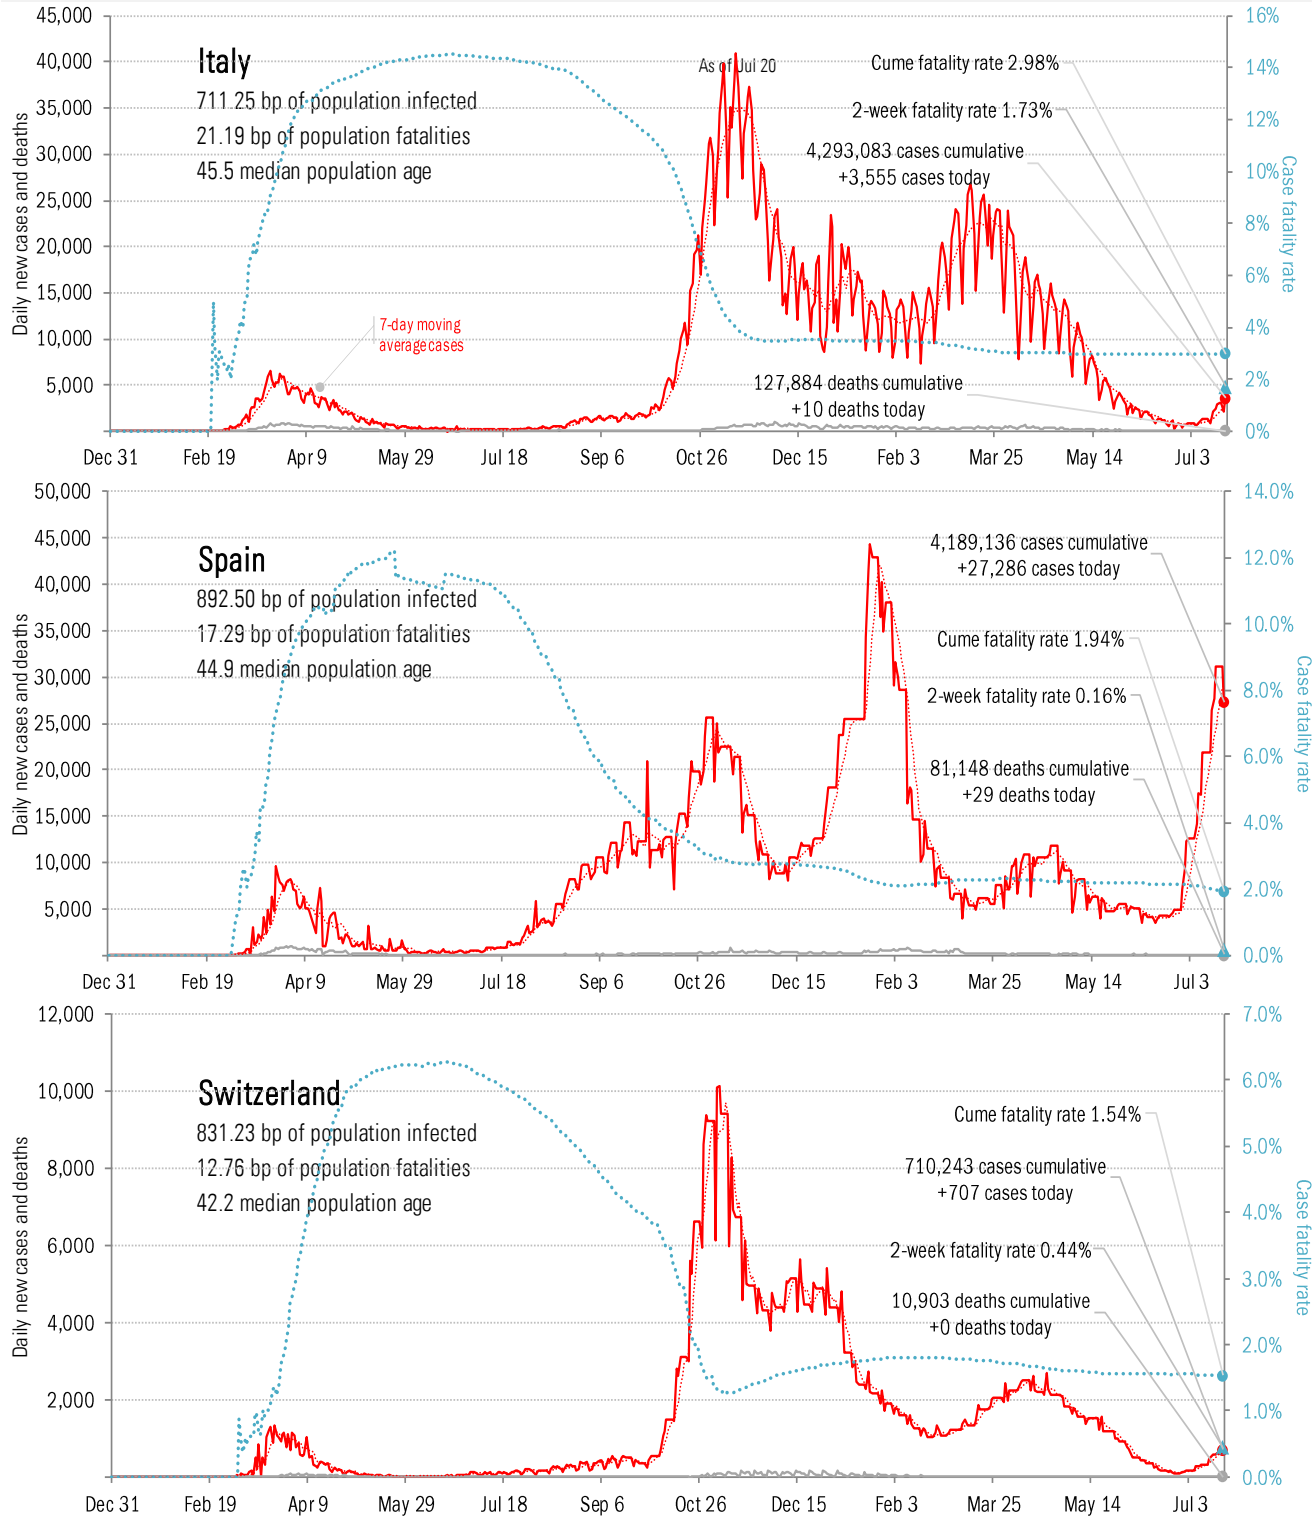 45,000
40,000
35,000
30,000
25,000
20,000
15,000
10,000
5,000
16%
14%
12%
10%
8%
6%
4%
2%
0%
Daily new cases and deaths
Case fatality rate
Italy
711.25 bp of population infected
21.19 bp of population fatalities
45.5 median population age
As of Jul 20
Cume fatality rate 2.98%
2-week fatality rate 1.73%
4,293,083 cases cumulative
+3,555 cases today
7-day moving
average cases
127,884 deaths cumulative
+10 deaths today
Dec 31 Feb 19 Apr 9 May 29 Jul 18 Sep 6 Oct 26 Dec 15 Feb 3 Mar 25 May 14 Jul 3
50,000
45,000
40,000
35,000
30,000
25,000
20,000
15,000
10,000
5,000
14.0%
12.0%
10.0%
8.0%
6.0%
4.0%
2.0%
0.0%
Daily new cases and deaths
Case fatality rate
Spain
892.50 bp of population infected
17.29 bp of population fatalities
44.9 median population age
4,189,136 cases cumulative
+27,286 cases today
Cume fatality rate 1.94%
2-week fatality rate 0.16%
81,148 deaths cumulative
+29 deaths today
Dec 31 Feb 19 Apr 9 May 29 Jul 18 Sep 6 Oct 26 Dec 15 Feb 3 Mar 25 May 14 Jul 3
12,000
10,000
8,000
6,000
4,000
2,000
7.0%
6.0%
5.0%
4.0%
3.0%
2.0%
1.0%
0.0%
Daily new cases and deaths
Case fatality rate
Switzerland
831.23 bp of population infected
12.76 bp of population fatalities
42.2 median population age
Cume fatality rate 1.54%
710,243 cases cumulative
+707 cases today
2-week fatality rate 0.44%
10,903 deaths cumulative
+0 deaths today
Dec 31 Feb 19 Apr 9 May 29 Jul 18 Sep 6 Oct 26 Dec 15 Feb 3 Mar 25 May 14 Jul 3